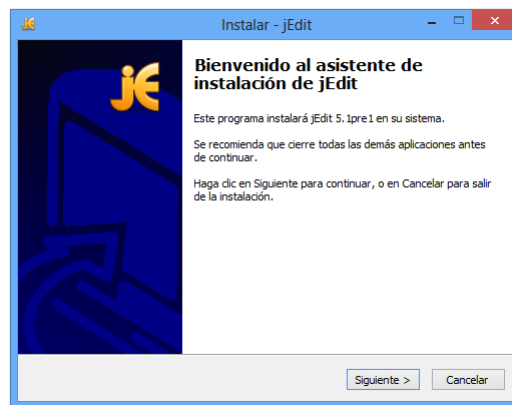 jE
Instalar - jEdit
jE
Bienvenido al asistente de
instalación de jEdit
Este programa instalará jEdit 5.1pre1 en su sistema.
Se recomienda que cierre todas las demás aplicaciones antes
de continuar.
Haga clic en Siguiente para continuar, o en Cancelar para salir
de la instalación.
Siguiente >
Cancelar